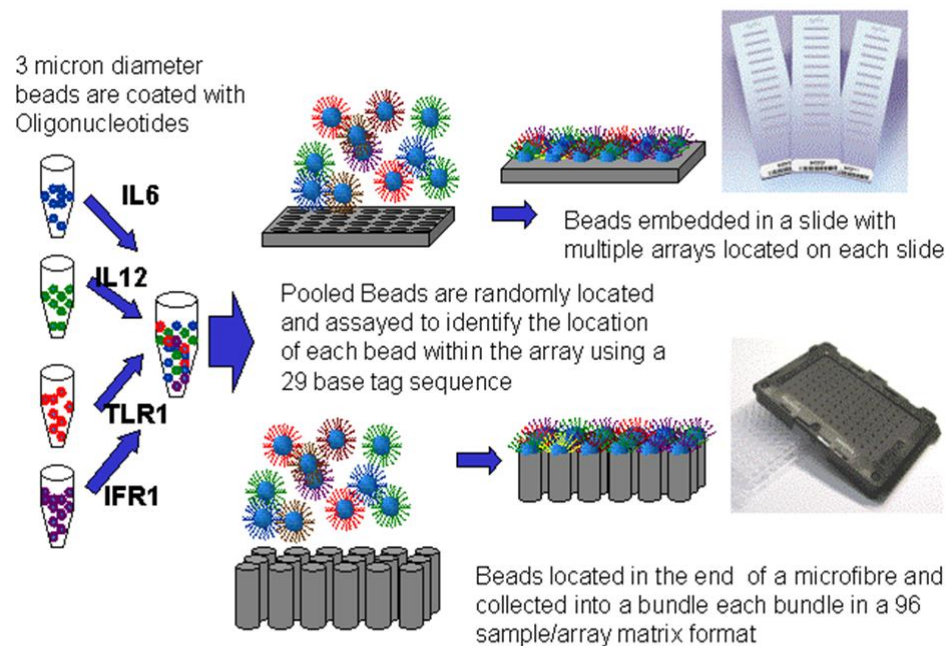 3 micron diameter
beads are coated with
Oligonucleotides
IL6
IL12
TLR1
IFR1
Beads embedded in a slide with
multiple arrays located on each slide
Pooled Beads are randomly located
and assayed to identify the location
of each bead within the array using a
29 base tag sequence
Beads located in the end of a microfibre and
collected into a bundle each bundle in a 96
sample/array matrix format